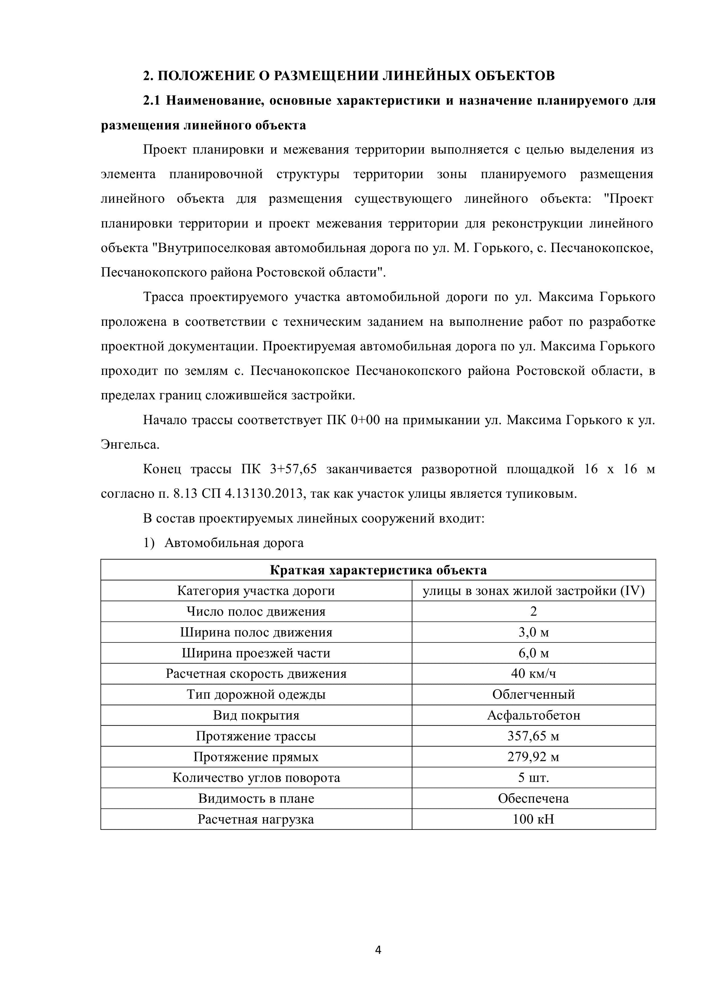 2. ПОЛОЖЕНИЕ О РАЗМЕЩЕНИИ ЛИНЕЙНЫХ ОБЪЕКТОВ
2.1 Наименование, основные характеристики и назначение планируемого для
размещения линейного объекта
Проект планировки и межевания территории выполняется с целью выделения из
элемента планировочной структуры территории зоны планируемого размещения
линейного объекта для размещения существующего линейного объекта: "Проект
планировки территории и проект межевания территории для реконструкции линейного
объекта "Внутрипоселковая автомобильная дорога по ул. М. Горького, с. Песчанокопское,
Песчанокопского района Ростовской области".
Трасса проектируемого участка автомобильной дороги по ул. Максима Горького
проложена в соответствии с техническим заданием на выполнение работ по разработке
проектной документации. Проектируемая автомобильная дорога по ул. Максима Горького
проходит по землям с. Песчанокопское Песчанокопского района Ростовской области, в
пределах границ сложившейся застройки.
Начало трассы соответствует ПК 0+00 на примыкании ул. Максима Горького к ул.
Энгельса.
Конец трассы ПК 3+57,65 заканчивается разворотной площадкой 16 х 16 м
согласно п. 8.13 СП 4.13130.2013, так как участок улицы является тупиковым.
В состав проектируемых линейных сооружений входит:
1) Автомобильная дорога
Краткая характеристика объекта
Категория участка дороги улицы в зонах жилой застройки (IV)
Число полос движения 2
Ширина полос движения 3,0 м
Ширина проезжей части 6,0 м
Расчетная скорость движения 40 км/ч
Тип дорожной одежды Облегченный
Вид покрытия Асфальтобетон
Протяжение трассы 357,65 м
Протяжение прямых 279,92 м
Количество углов поворота 5 шт.
Видимость в плане Обеспечена
Расчетная нагрузка 100 кН
4